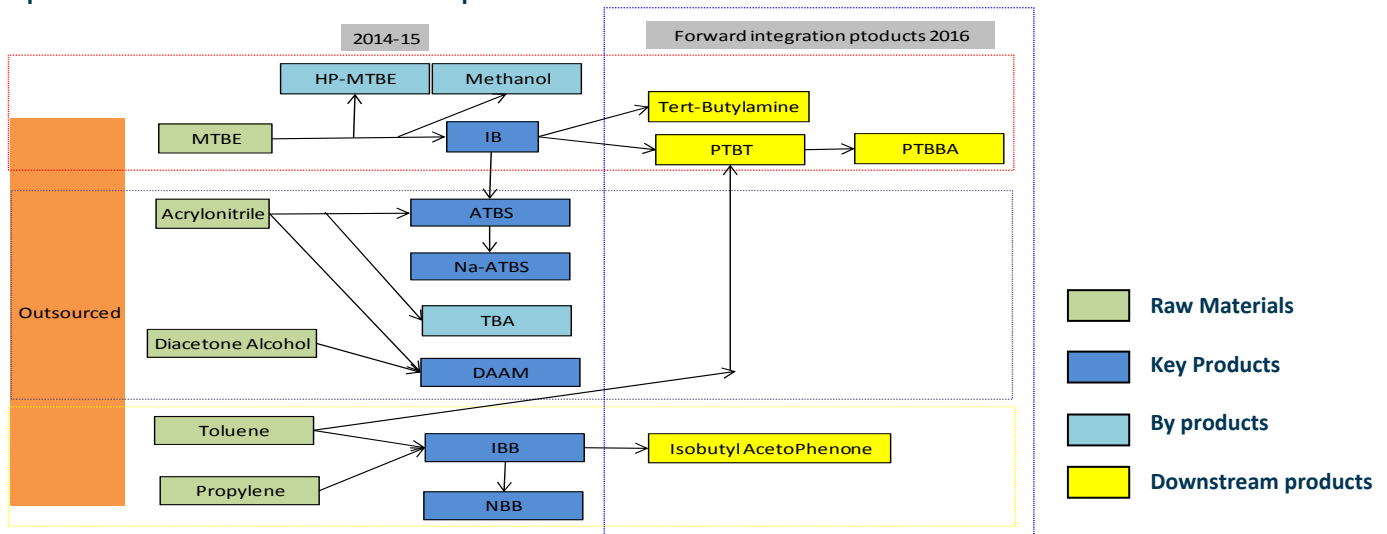 2014-15
Forward integration ptoducts 2016
HP-MTBE
Methanol
Tert-Butylamine
MTBE
IB
PTBT
PTBBA
Acrylonitrile
ATBS
Na-ATBS
Outsourced
TBA
Diacetone Alcohol
DAAM
Toluene
IBB
Isobutyl AcetoPhenone
Propylene
NBB
Raw Materials
Key Products
By products
Downstream products